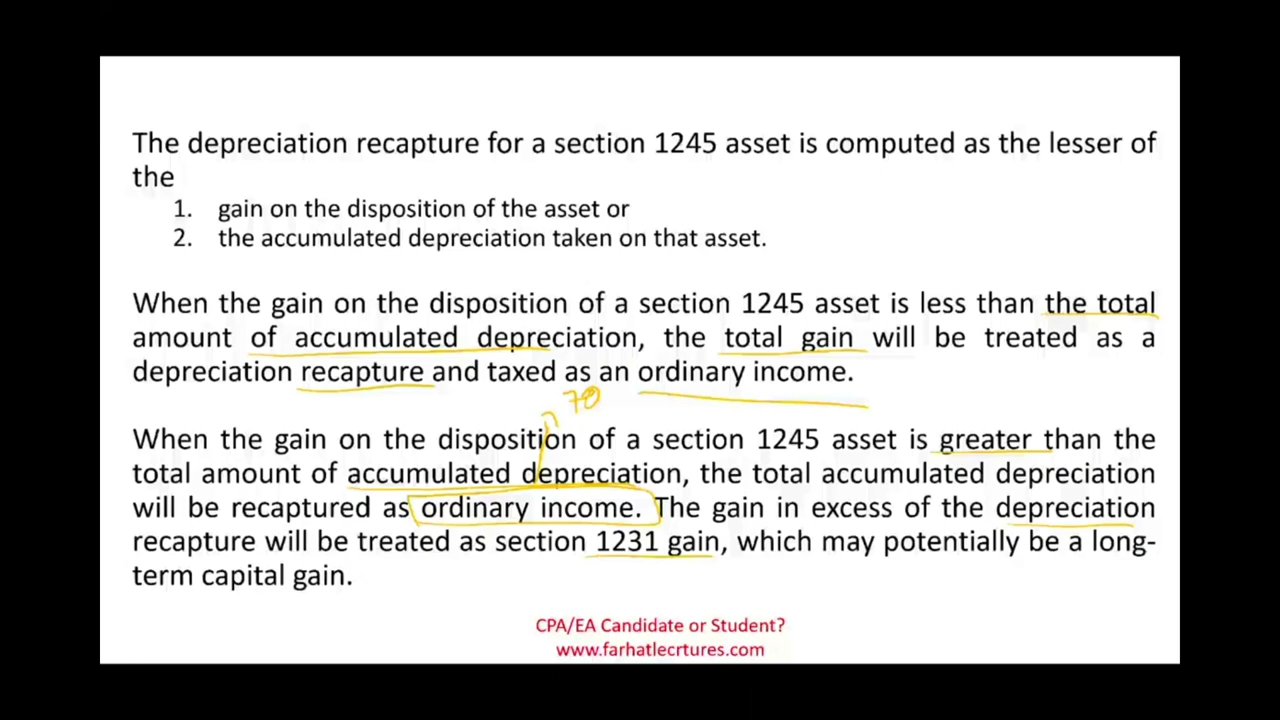 The depreciation recapture for a section 1245 asset is computed as the lesser of
the
1. gain on the disposition of the asset or
2. the accumulated depreciation taken on that asset.
When the gain on the disposition of a section 1245 asset is less than the total
amount of accumulated depreciation, the total gain will be treated as a
depreciation recapture and taxed as an ordinary income.
70
When the gain on the disposition of a section 1245 asset is greater than the
total amount of accumulated depreciation, the total accumulated depreciation
will be recaptured as ordinary income. The gain in excess of the depreciation
recapture will be treated as section 1231 gain, which may potentially be a long-
term capital gain.
CPA/EA Candidate or Student?
www.farhatlecrtures.com